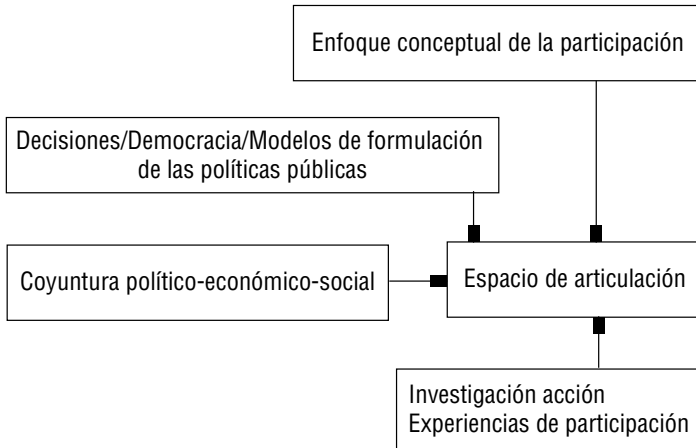 Enfoque conceptual de la participación
Decisiones/Democracia/Modelos de formulación
de las políticas públicas
Coyuntura político-económico-social
Espacio de articulación
Investigación acción
Experiencias de participación